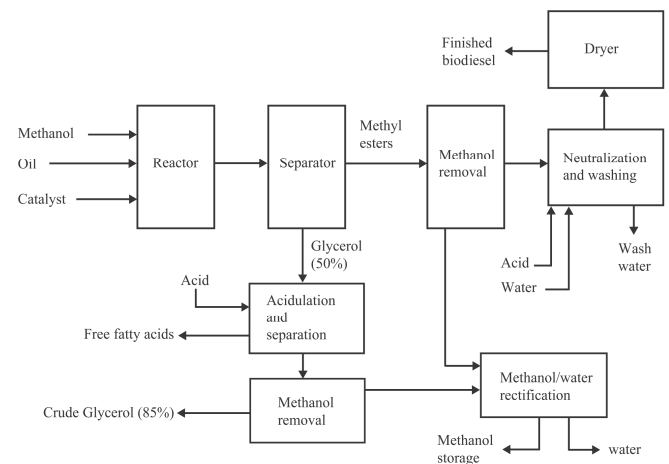 Finished
biodiesel
Dryer
Methanol
Oil
Catalyst
Reactor
Separator
Methyl
esters
Methanol
removal
Neutralization
and washing
Glycerol
(50%)
Acid
Water
Wash
water
Acid
Acidulation
and
separation
Free fatty acids
Methanol
removal
Crude Glycerol (85%)
Methanol/water
rectification
Methanol
storage
water